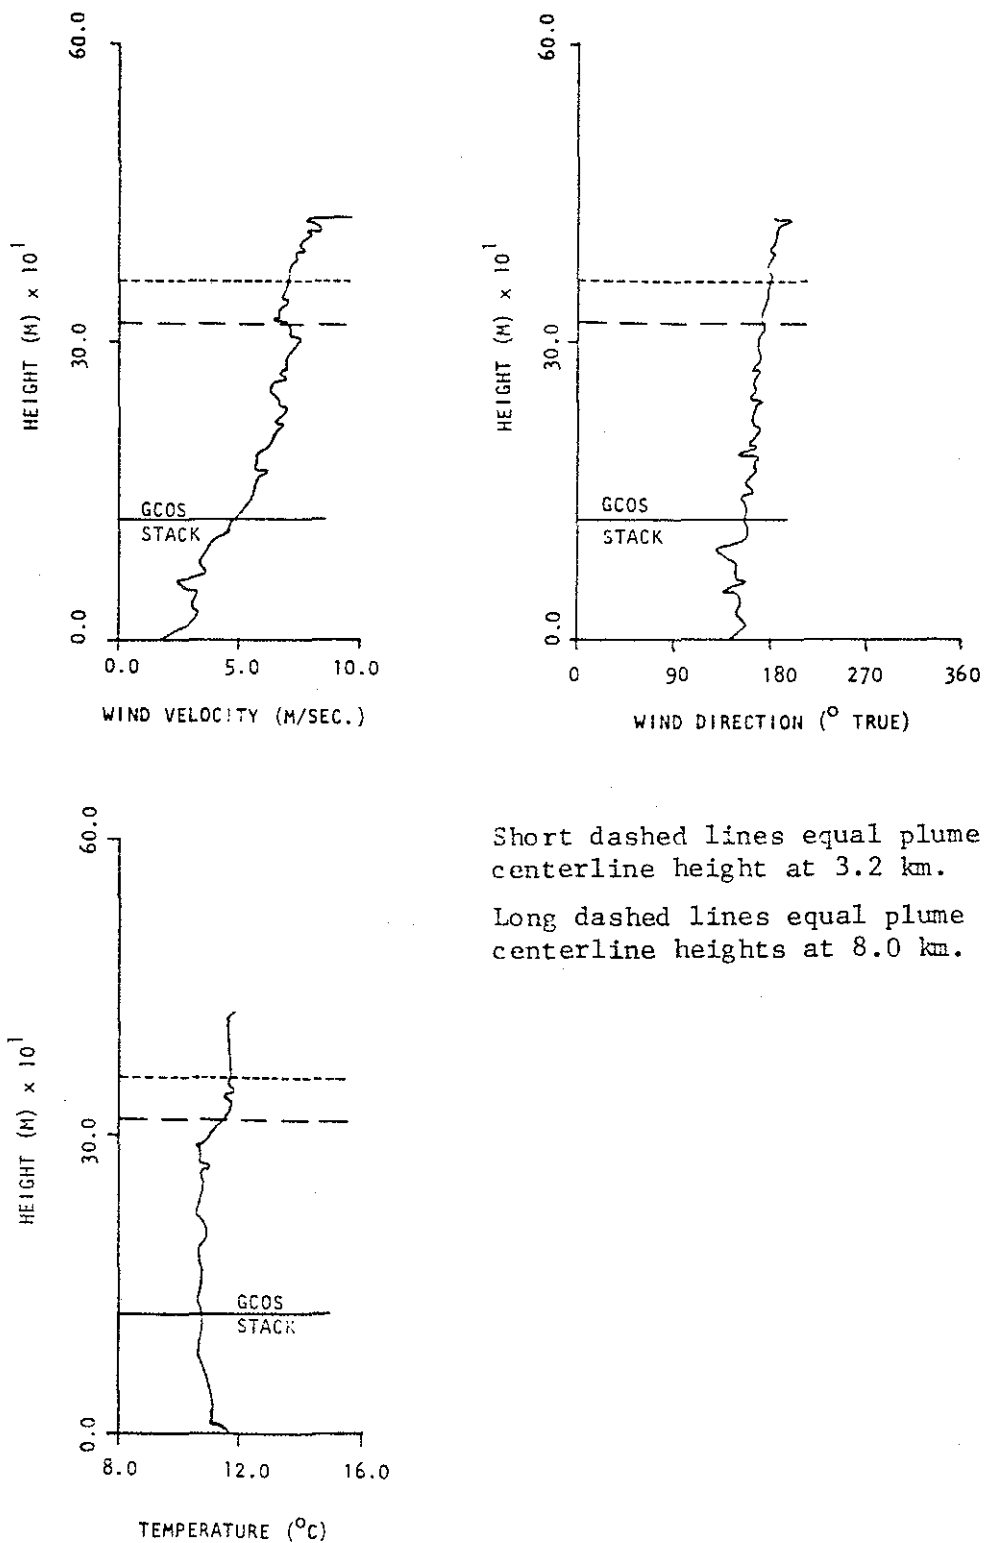 60.0
30.0
0.0
HEIGHT (M) x 10¹
GCOS
STACK
0.0 5.0 10.0
WIND VELOCITY (M/SEC.)
60.0
30.0
0.0
HEIGHT (M) x 10¹
GCOS
STACK
0 90 180 270 360
WIND DIRECTION (° TRUE)
60.0
30.0
0.0
HEIGHT (M) x 10¹
GCOS
STACK
8.0 12.0 16.0
TEMPERATURE (°C)
Short dashed lines equal plume
centerline height at 3.2 km.
Long dashed lines equal plume
centerline heights at 8.0 km.